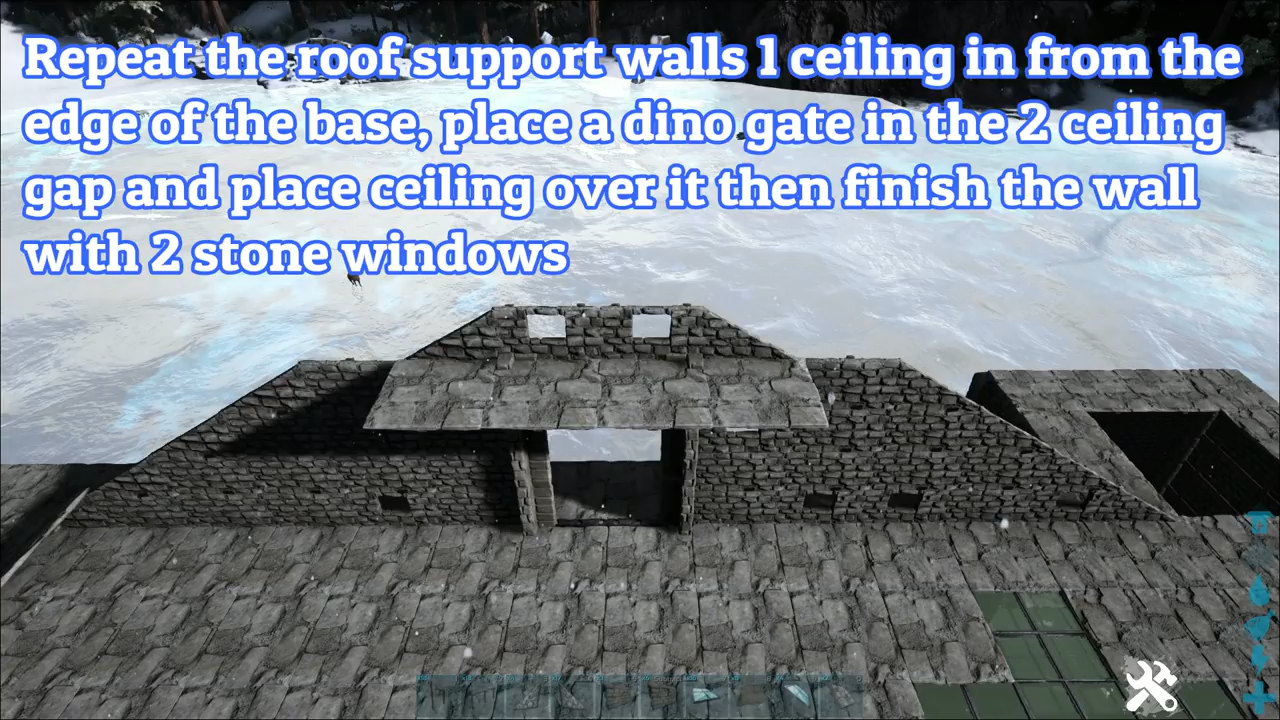 Repeat the roof support walls 1 ceiling in from the
edge of the base, place a dino gate in the 2 ceiling
gap and place ceiling over it then finish the wall
with 2 stone windows